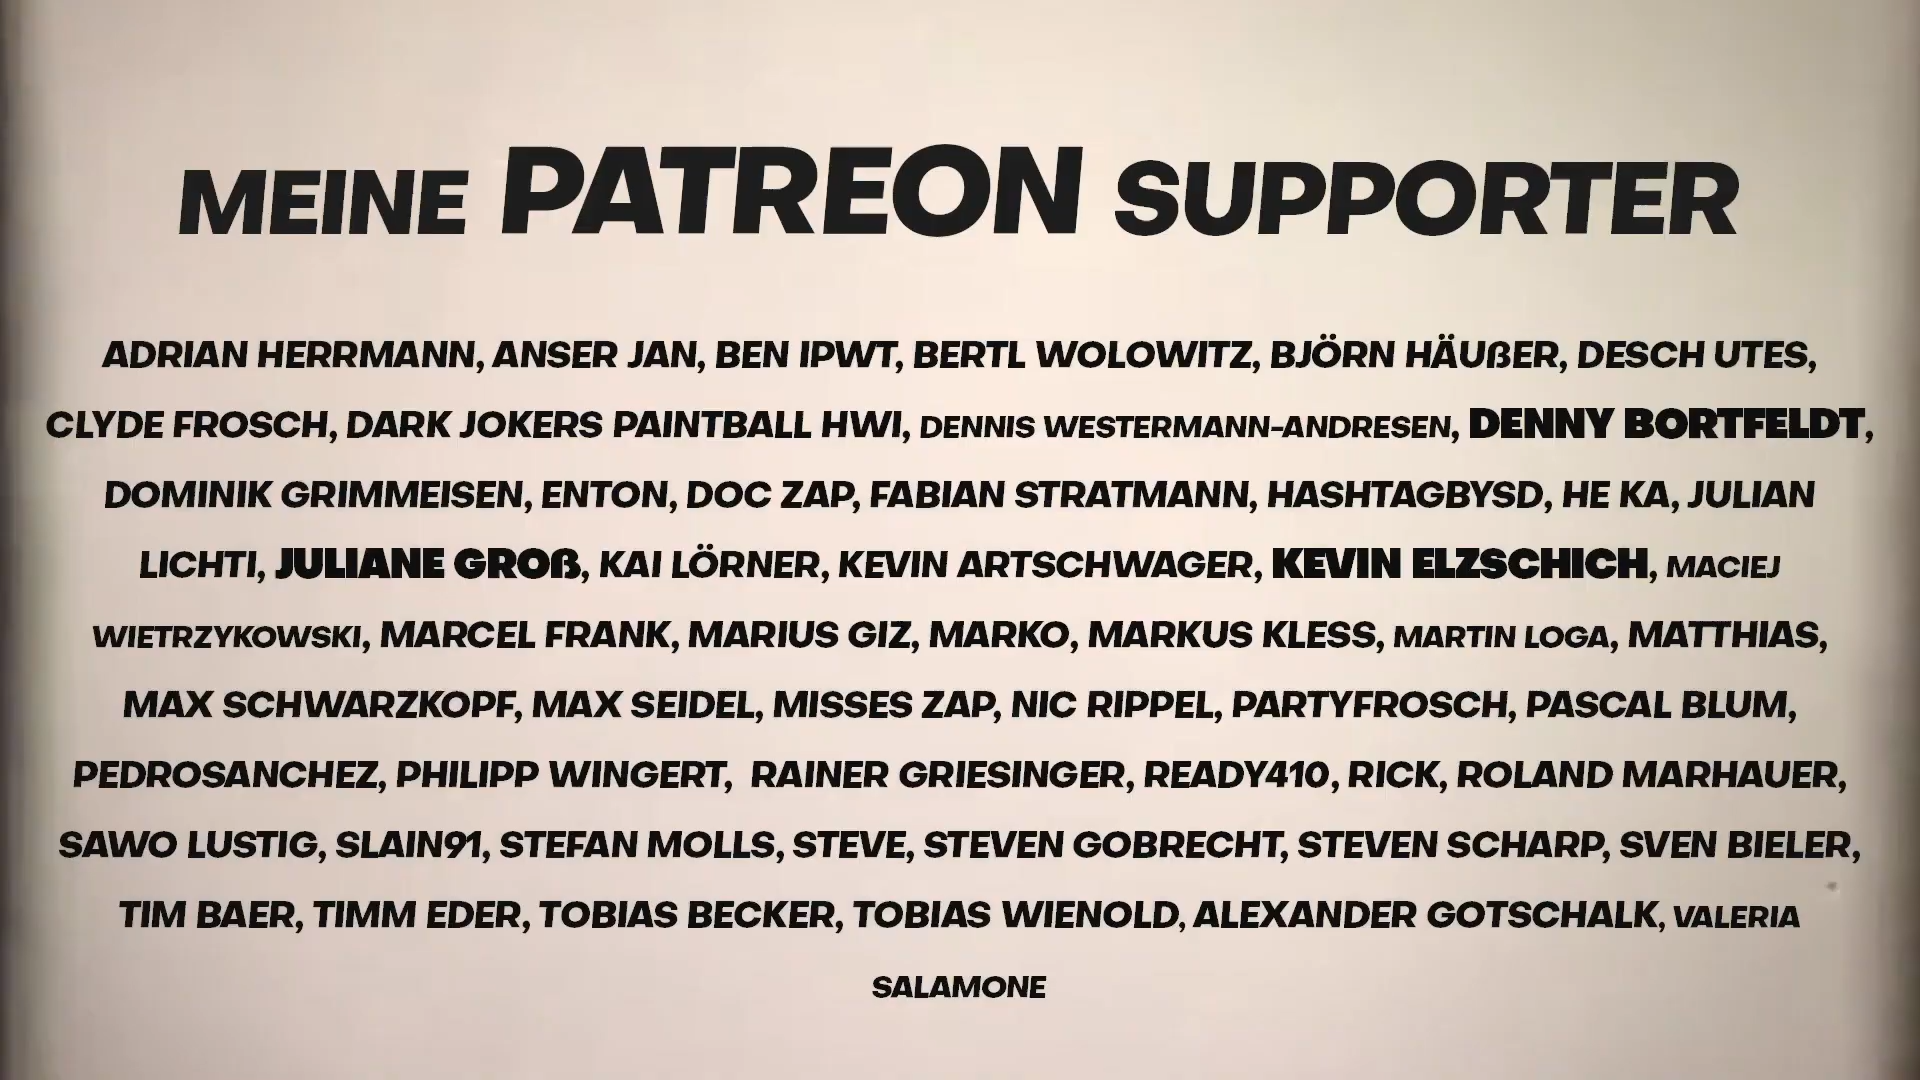 MEINE PATREON SUPPORTER
ADRIAN HERRMANN, ANSER JAN, BEN IPWT, BERTL WOLOWITZ, BJÖRN HÄUßER, DESCH UTES,
CLYDE FROSCH, DARK JOKERS PAINTBALL HWI, DENNIS WESTERMANN-ANDRESEN, DENNY BORTFELDT,
DOMINIK GRIMMEISEN, ENTON, DOC ZAP, FABIAN STRATMANN, HASHTAGBYSD, HE KA, JULIAN
LICHTI, JULIANE GROß, KAI LÖRNER, KEVIN ARTSCHWAGER, KEVIN ELZSCHICH, MACIEJ
WIETRZYKOWSKI, MARCEL FRANK, MARIUS GIZ, MARKO, MARKUS KLESS, MARTIN LOGA, MATTHIAS,
MAX SCHWARZKOPF, MAX SEIDEL, MISSES ZAP, NIC RIPPEL, PARTYFROSCH, PASCAL BLUM,
PEDROSANCHEZ, PHILIPP WINGERT, RAINER GRIESINGER, READY410, RICK, ROLAND MARHAUER,
SAWO LUSTIG, SLAIN91, STEFAN MOLLS, STEVE, STEVEN GOBRECHT, STEVEN SCHARP, SVEN BIELER,
TIM BAER, TIMM EDER, TOBIAS BECKER, TOBIAS WIENOLD, ALEXANDER GOTSCHALK, VALERIA
SALAMONE